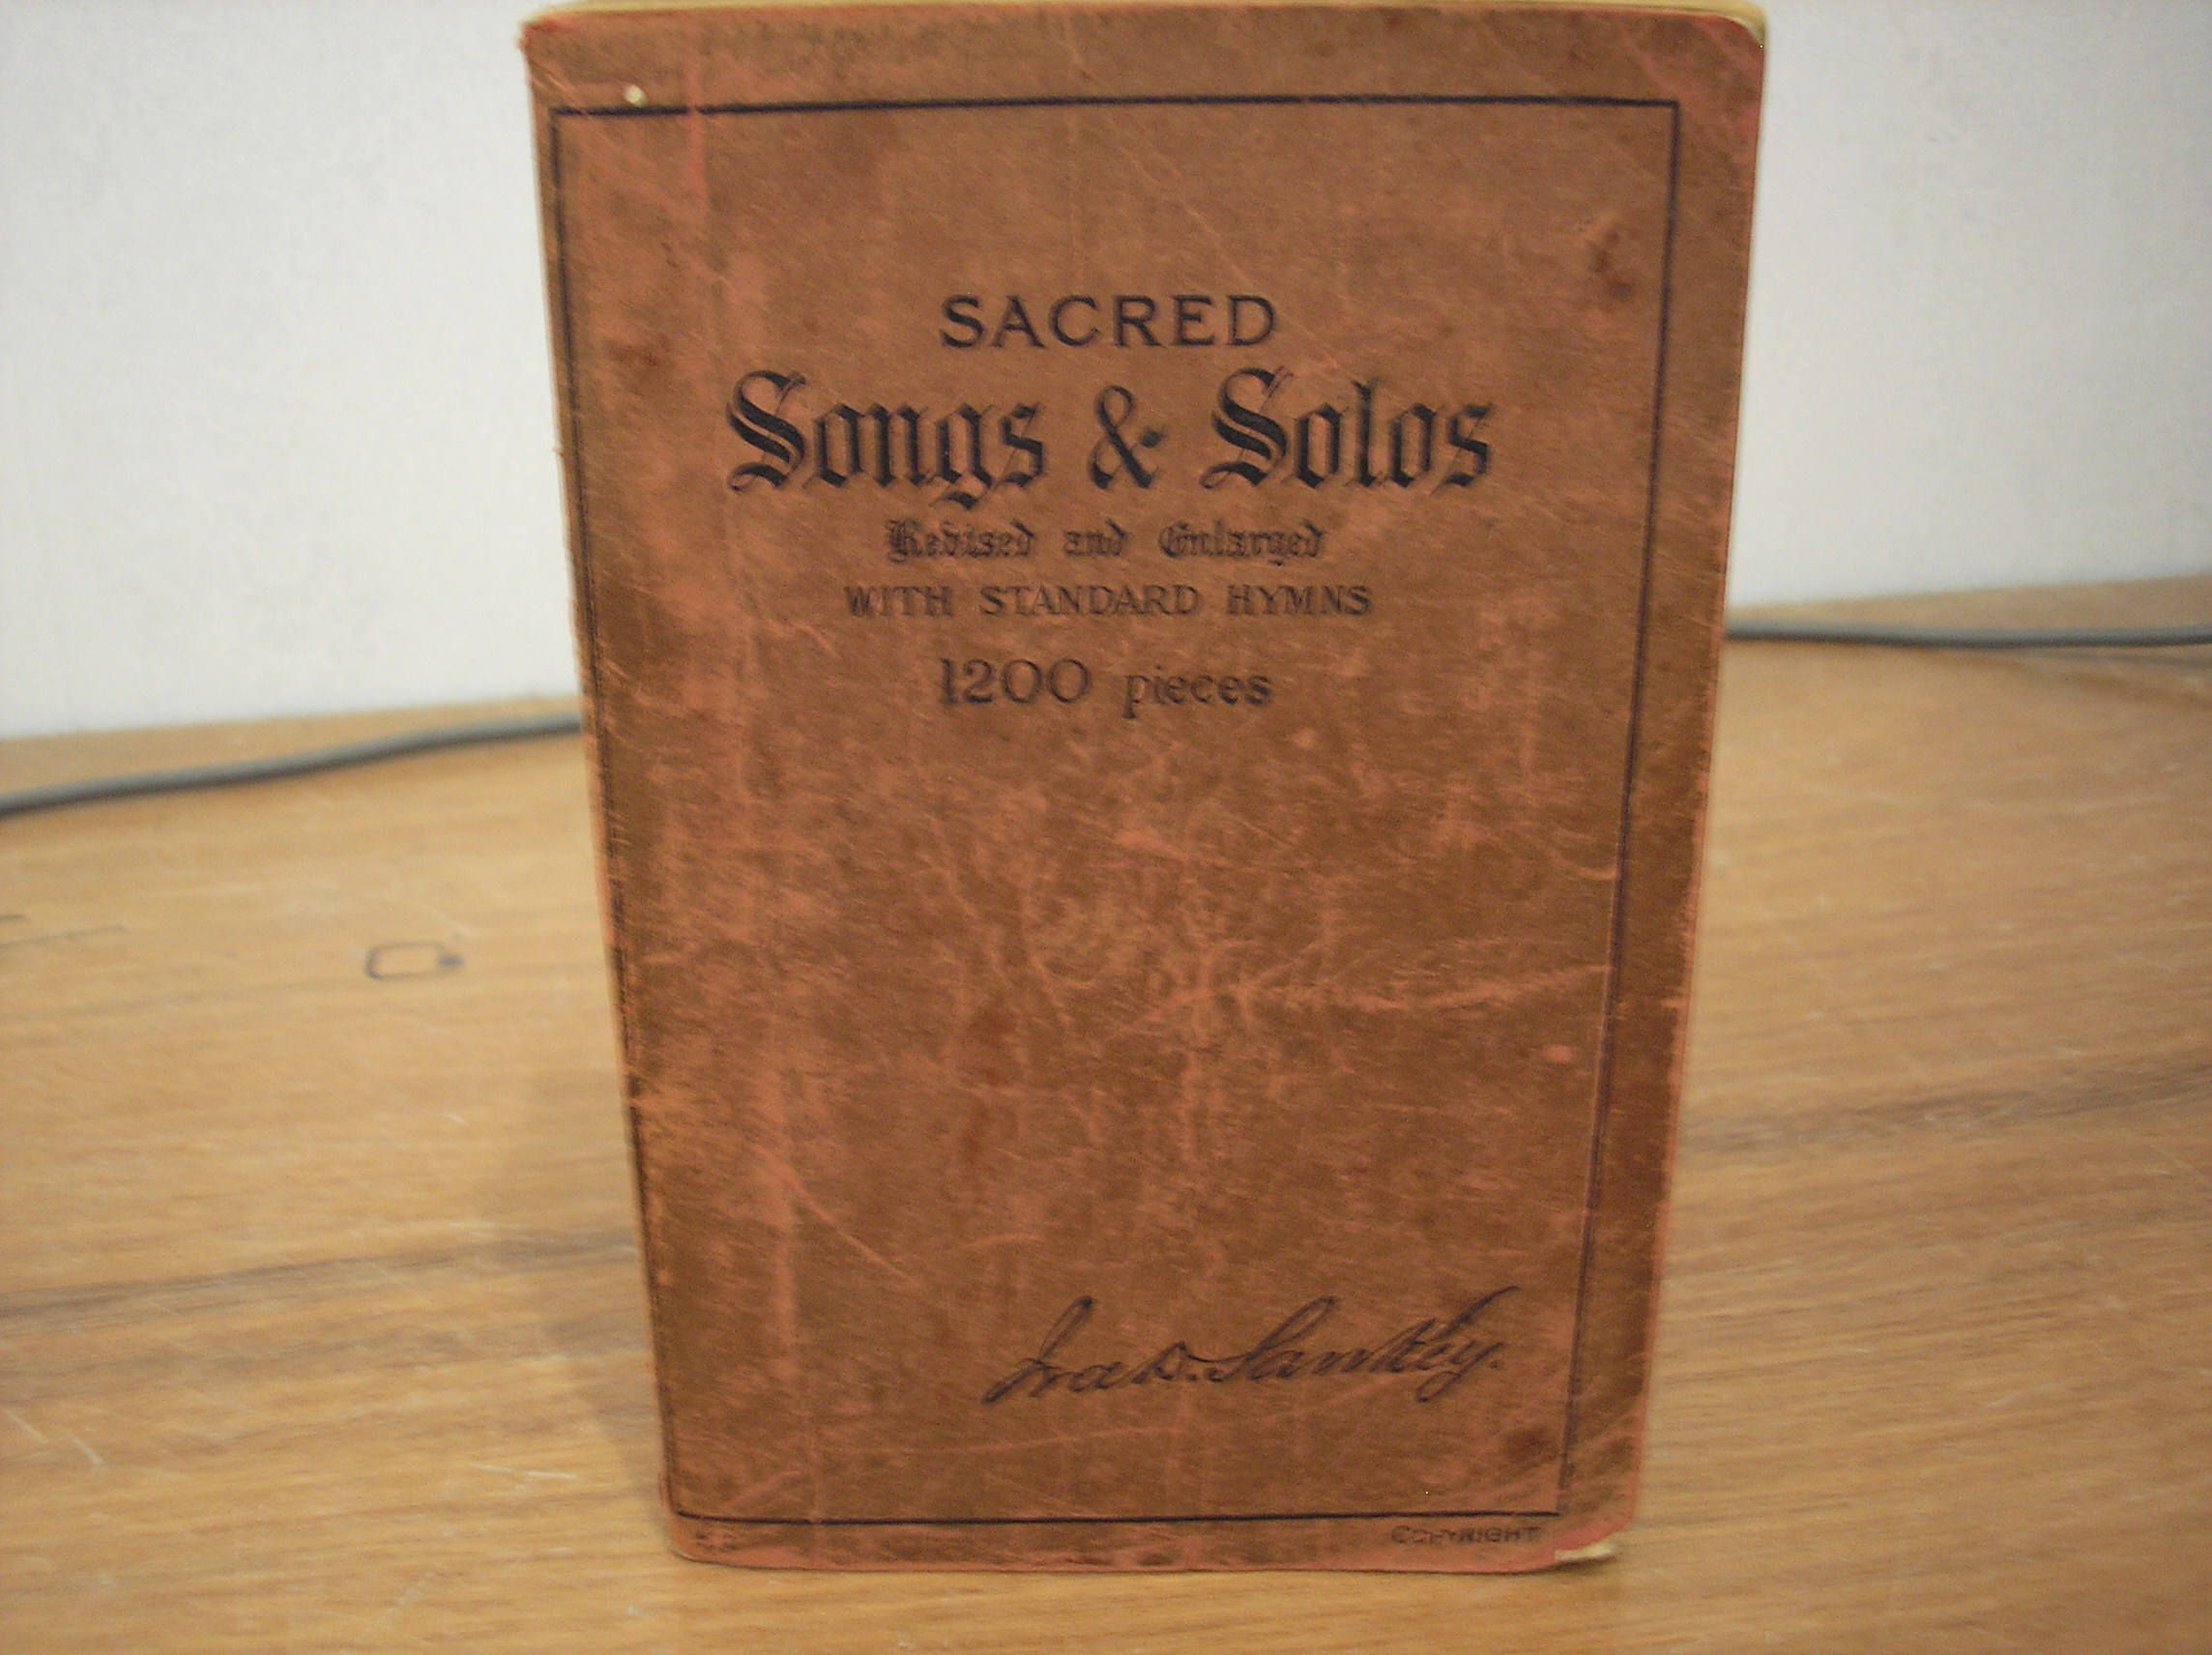 SACRED
Songs & Solos
Revised and Enlarged
WITH STANDARD HYMNS
1200 pieces
Ira D. Sankey.
COPYRIGHT